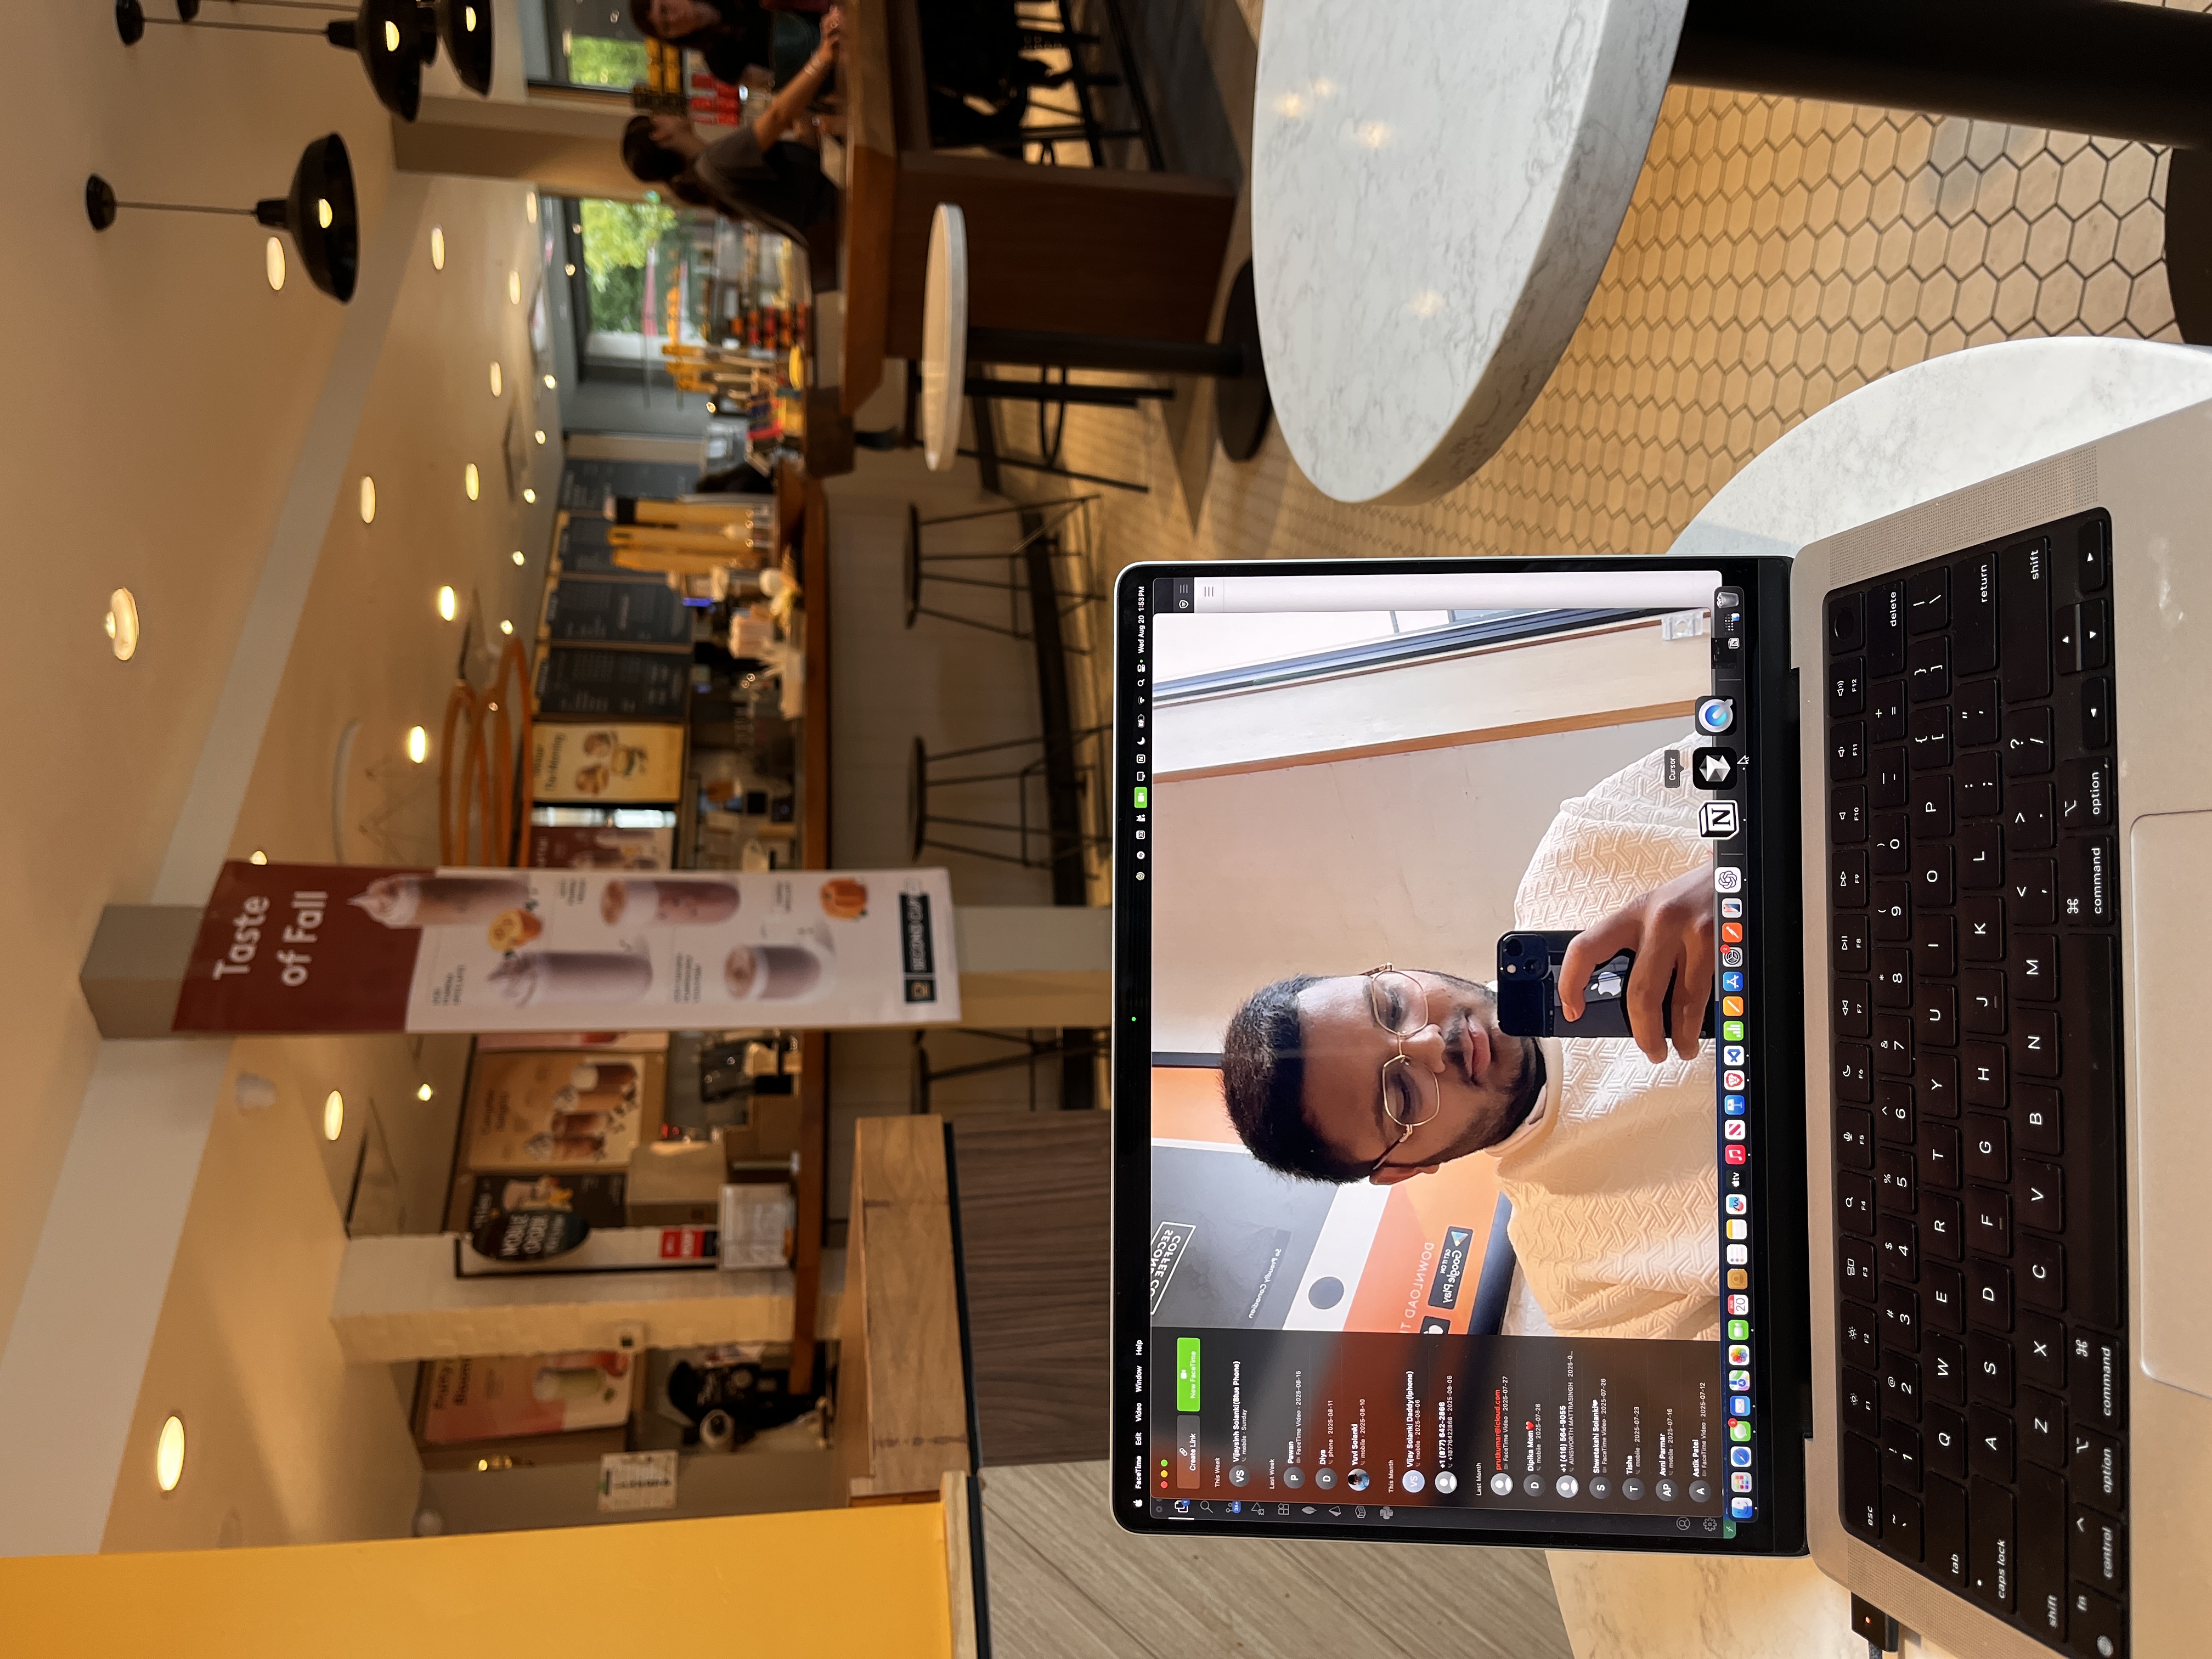 Taste
of Fall
MOBILE
ORDER
SECOND CUP
FaceTime Edit Video Window Help
Wed Aug 20 1:53 PM
Create Link
New FaceTime
This Week
VS
Vijaysinh Solanki(Blue Phone)
mobile · Sunday
Last Week
P
Pawan
FaceTime Video · 2025-08-15
D
Diya
phone · 2025-08-11
Yuvi Solanki
mobile · 2025-08-10
This Month
VS
Vijay Solanki Daddy(iphone)
mobile · 2025-08-06
+1 (877) 642-2866
+18776422866 · 2025-08-06
Last Month
prutkumar@icloud.com
FaceTime Video · 2025-07-27
D
Dipika Mom❤️
mobile · 2025-07-26
+1 (416) 564-9055
AINSWORTH MATTRASINGH · 2025-0...
S
Shwetakshi Solanki❤
FaceTime Video · 2025-07-26
T
Tisha
mobile · 2025-07-23
AP
Avni Parmar
mobile · 2025-07-16
A
Astik Patel
FaceTime Video · 2025-07-12
SECOND
COFFEE CO
So Proudly Canadian
DOWNLOAD T
GET IT ON
Google Play
Cursor
tv
20
N
esc F1 F2 F3 F4 F5 F6 F7 F8 F9 F10 F11 F12
~ ! @ # $ % ^ & * ( ) — +
` 1 2 3 4 5 6 7 8 9 0 - = delete
tab Q W E R T Y U I O P { [ } ] | \
caps lock A S D F G H J K L : ; " ' return
shift Z X C V B N M < , > . ? / shift
fn control option command command option